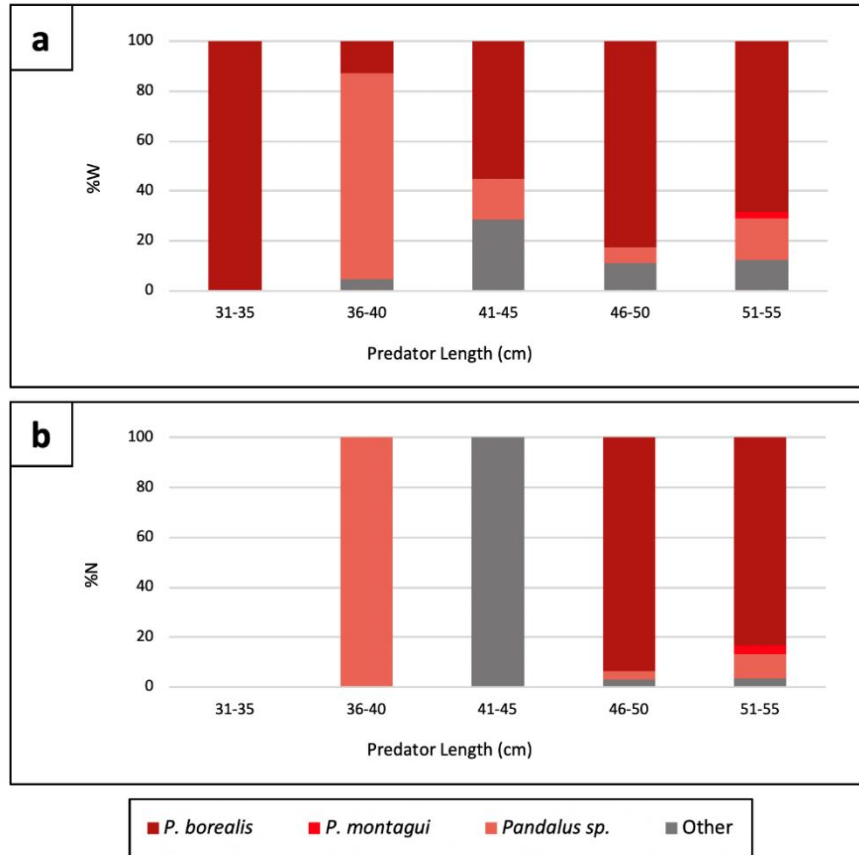 a
100
80
60
40
20
0
%W
31-35 36-40 41-45 46-50 51-55
Predator Length (cm)
b
100
80
60
40
20
0
%N
31-35 36-40 41-45 46-50 51-55
Predator Length (cm)
P. borealis P. montagui Pandalus sp. Other